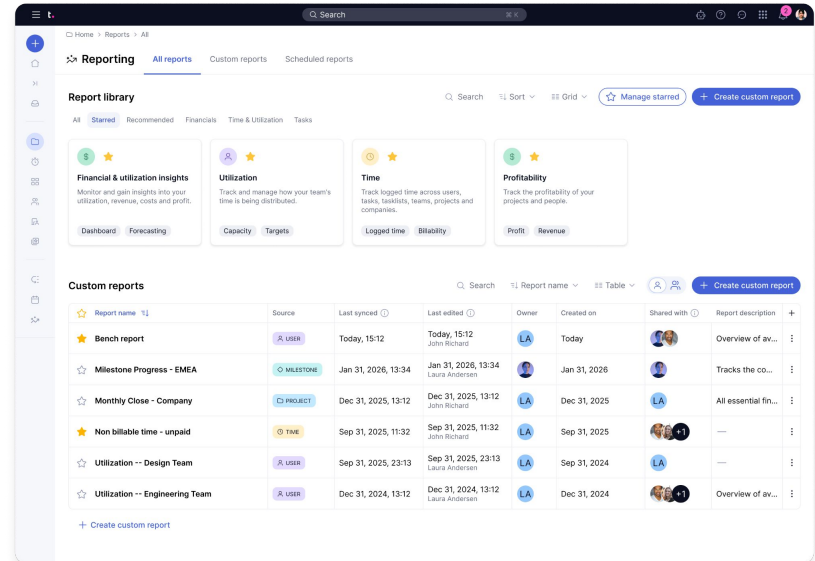 t.
Search
⌘ K
2
Home > Reports > All
Reporting
All reports
Custom reports
Scheduled reports
Report library
Search
Sort
Grid
Manage starred
+ Create custom report
All
Starred
Recommended
Financials
Time & Utilization
Tasks
$
Financial & utilization insights
Monitor and gain insights into your
utilization, revenue, costs and profit.
Dashboard
Forecasting
Utilization
Track and manage how your team's
time is being distributed.
Capacity
Targets
Time
Track logged time across users,
tasks, tasklists, teams, projects and
companies.
Logged time
Billability
$
Profitability
Track the profitability of your
projects and people.
Profit
Revenue
Custom reports
Search
Report name
Table
+ Create custom report
Report name
Source
Last synced
Last edited
Owner
Created on
Shared with
Report description
+
Bench report
USER
Today, 15:12
Today, 15:12
John Richard
LA
Today
Overview of av...
Milestone Progress - EMEA
MILESTONE
Jan 31, 2026, 13:34
Jan 31, 2026, 13:34
Laura Andersen
Jan 31, 2026
Tracks the co...
Monthly Close - Company
PROJECT
Dec 31, 2025, 13:12
Dec 31, 2025, 13:12
John Richard
LA
Dec 31, 2025
LA
All essential fin...
Non billable time - unpaid
TIME
Sep 31, 2025, 11:32
Sep 31, 2025, 11:32
John Richard
LA
Sep 31, 2025
+1
—
Utilization -- Design Team
USER
Sep 31, 2025, 23:13
Sep 31, 2025, 23:13
Laura Andersen
LA
Sep 31, 2024
LA
—
Utilization -- Engineering Team
USER
Dec 31, 2024, 13:12
Dec 31, 2024, 13:12
Laura Andersen
LA
Dec 31, 2024
+1
Overview of av...
+ Create custom report